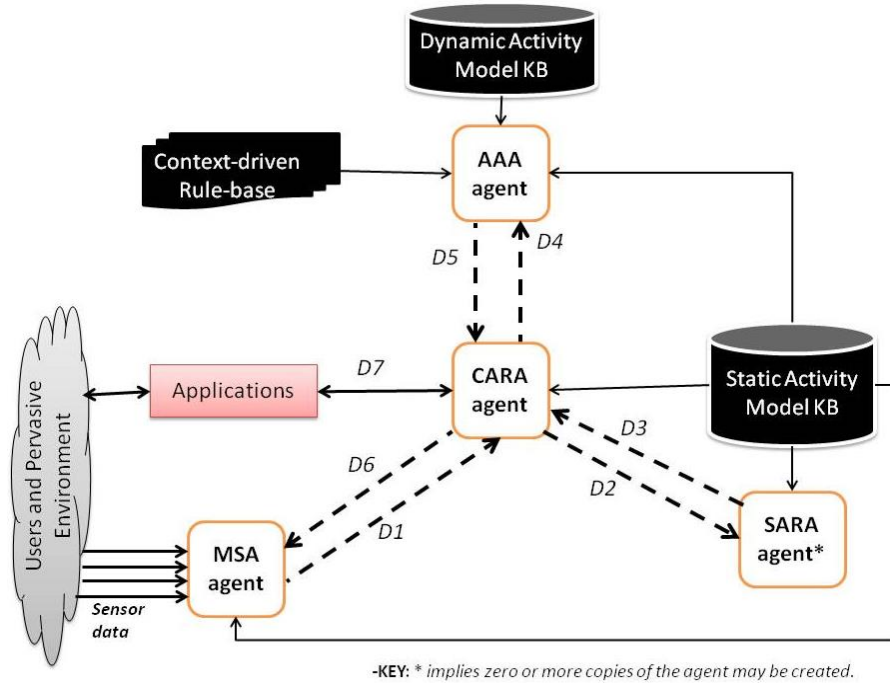 Dynamic Activity
Model KB
Context-driven
Rule-base
AAA
agent
D5
D4
Users and Pervasive
Environment
Applications
D7
CARA
agent
Static Activity
Model KB
D6
D1
D3
D2
MSA
agent
SARA
agent*
Sensor
data
-KEY: * implies zero or more copies of the agent may be created.